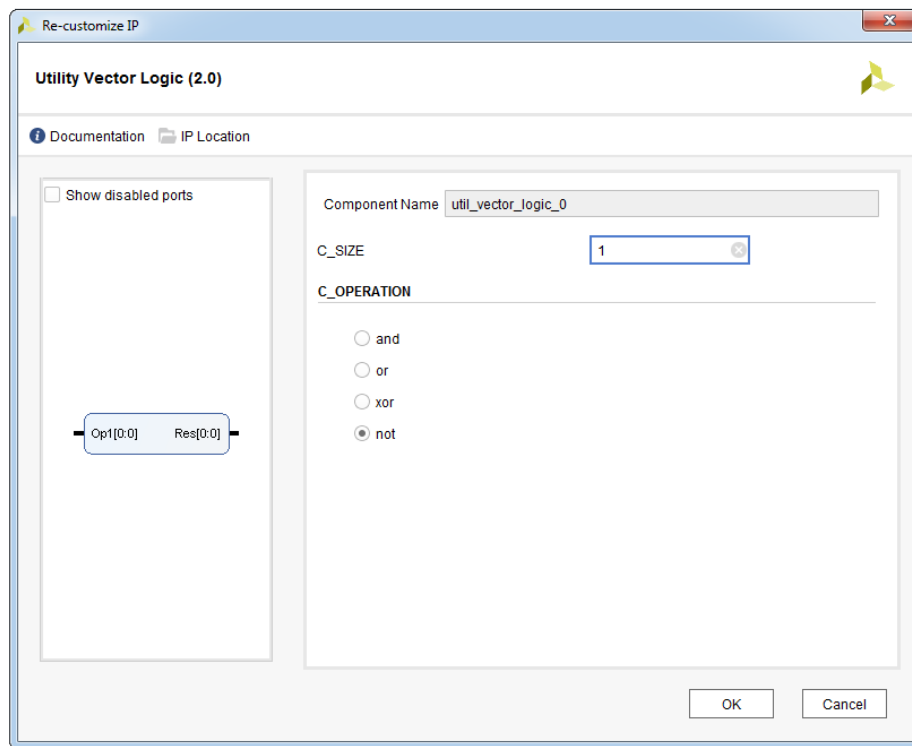 Re-customize IP
Utility Vector Logic (2.0)
Documentation IP Location
Show disabled ports
Op1[0:0] Res[0:0]
Component Name util_vector_logic_0
C_SIZE 1
C_OPERATION
and
or
xor
not
OK Cancel